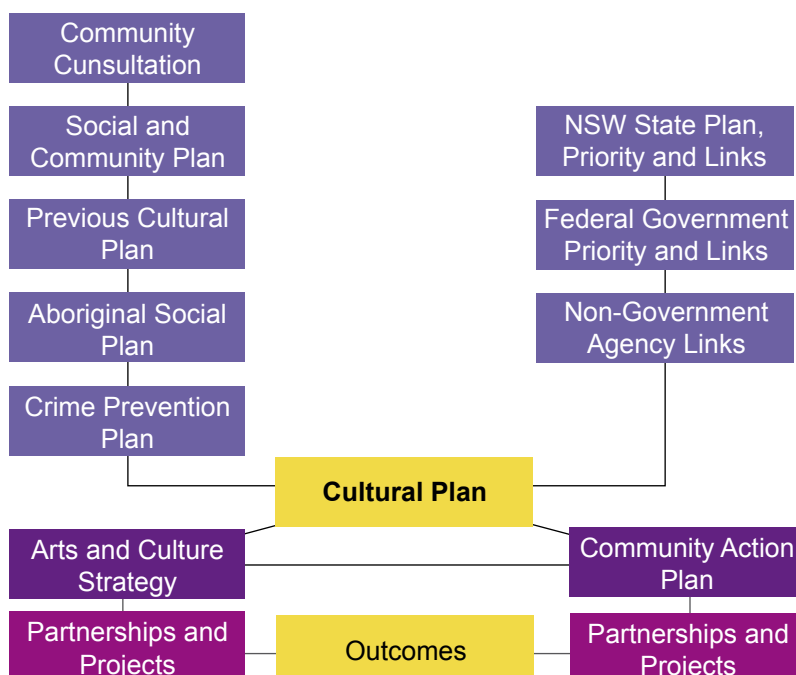 Community
Cunsultation
Social and
Community Plan
Previous Cultural
Plan
Aboriginal Social
Plan
Crime Prevention
Plan
NSW State Plan,
Priority and Links
Federal Government
Priority and Links
Non-Government
Agency Links
Cultural Plan
Arts and Culture
Strategy
Community Action
Plan
Partnerships and
Projects
Outcomes
Partnerships and
Projects